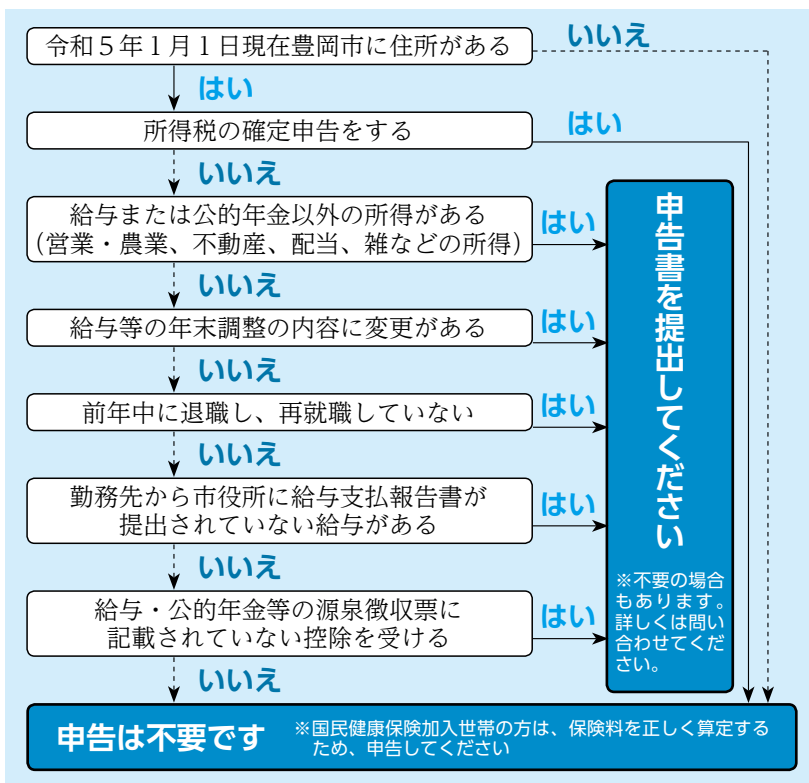 令和５年１月１日現在豊岡市に住所がある
いいえ
はい
所得税の確定申告をする
はい
いいえ
給与または公的年金以外の所得がある
（営業・農業、不動産、配当、雑などの所得）
はい
いいえ
給与等の年末調整の内容に変更がある
はい
いいえ
前年中に退職し、再就職していない
はい
いいえ
勤務先から市役所に給与支払報告書が
提出されていない給与がある
はい
いいえ
給与・公的年金等の源泉徴収票に
記載されていない控除を受ける
はい
いいえ
申告書を提出してください
※不要の場合
もあります。
詳しくは問い
合わせてくだ
さい。
申告は不要です
※国民健康保険加入世帯の方は、保険料を正しく算定する
ため、申告してください